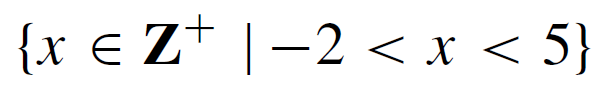 {x ∈ Z⁺ | −2 < x < 5}